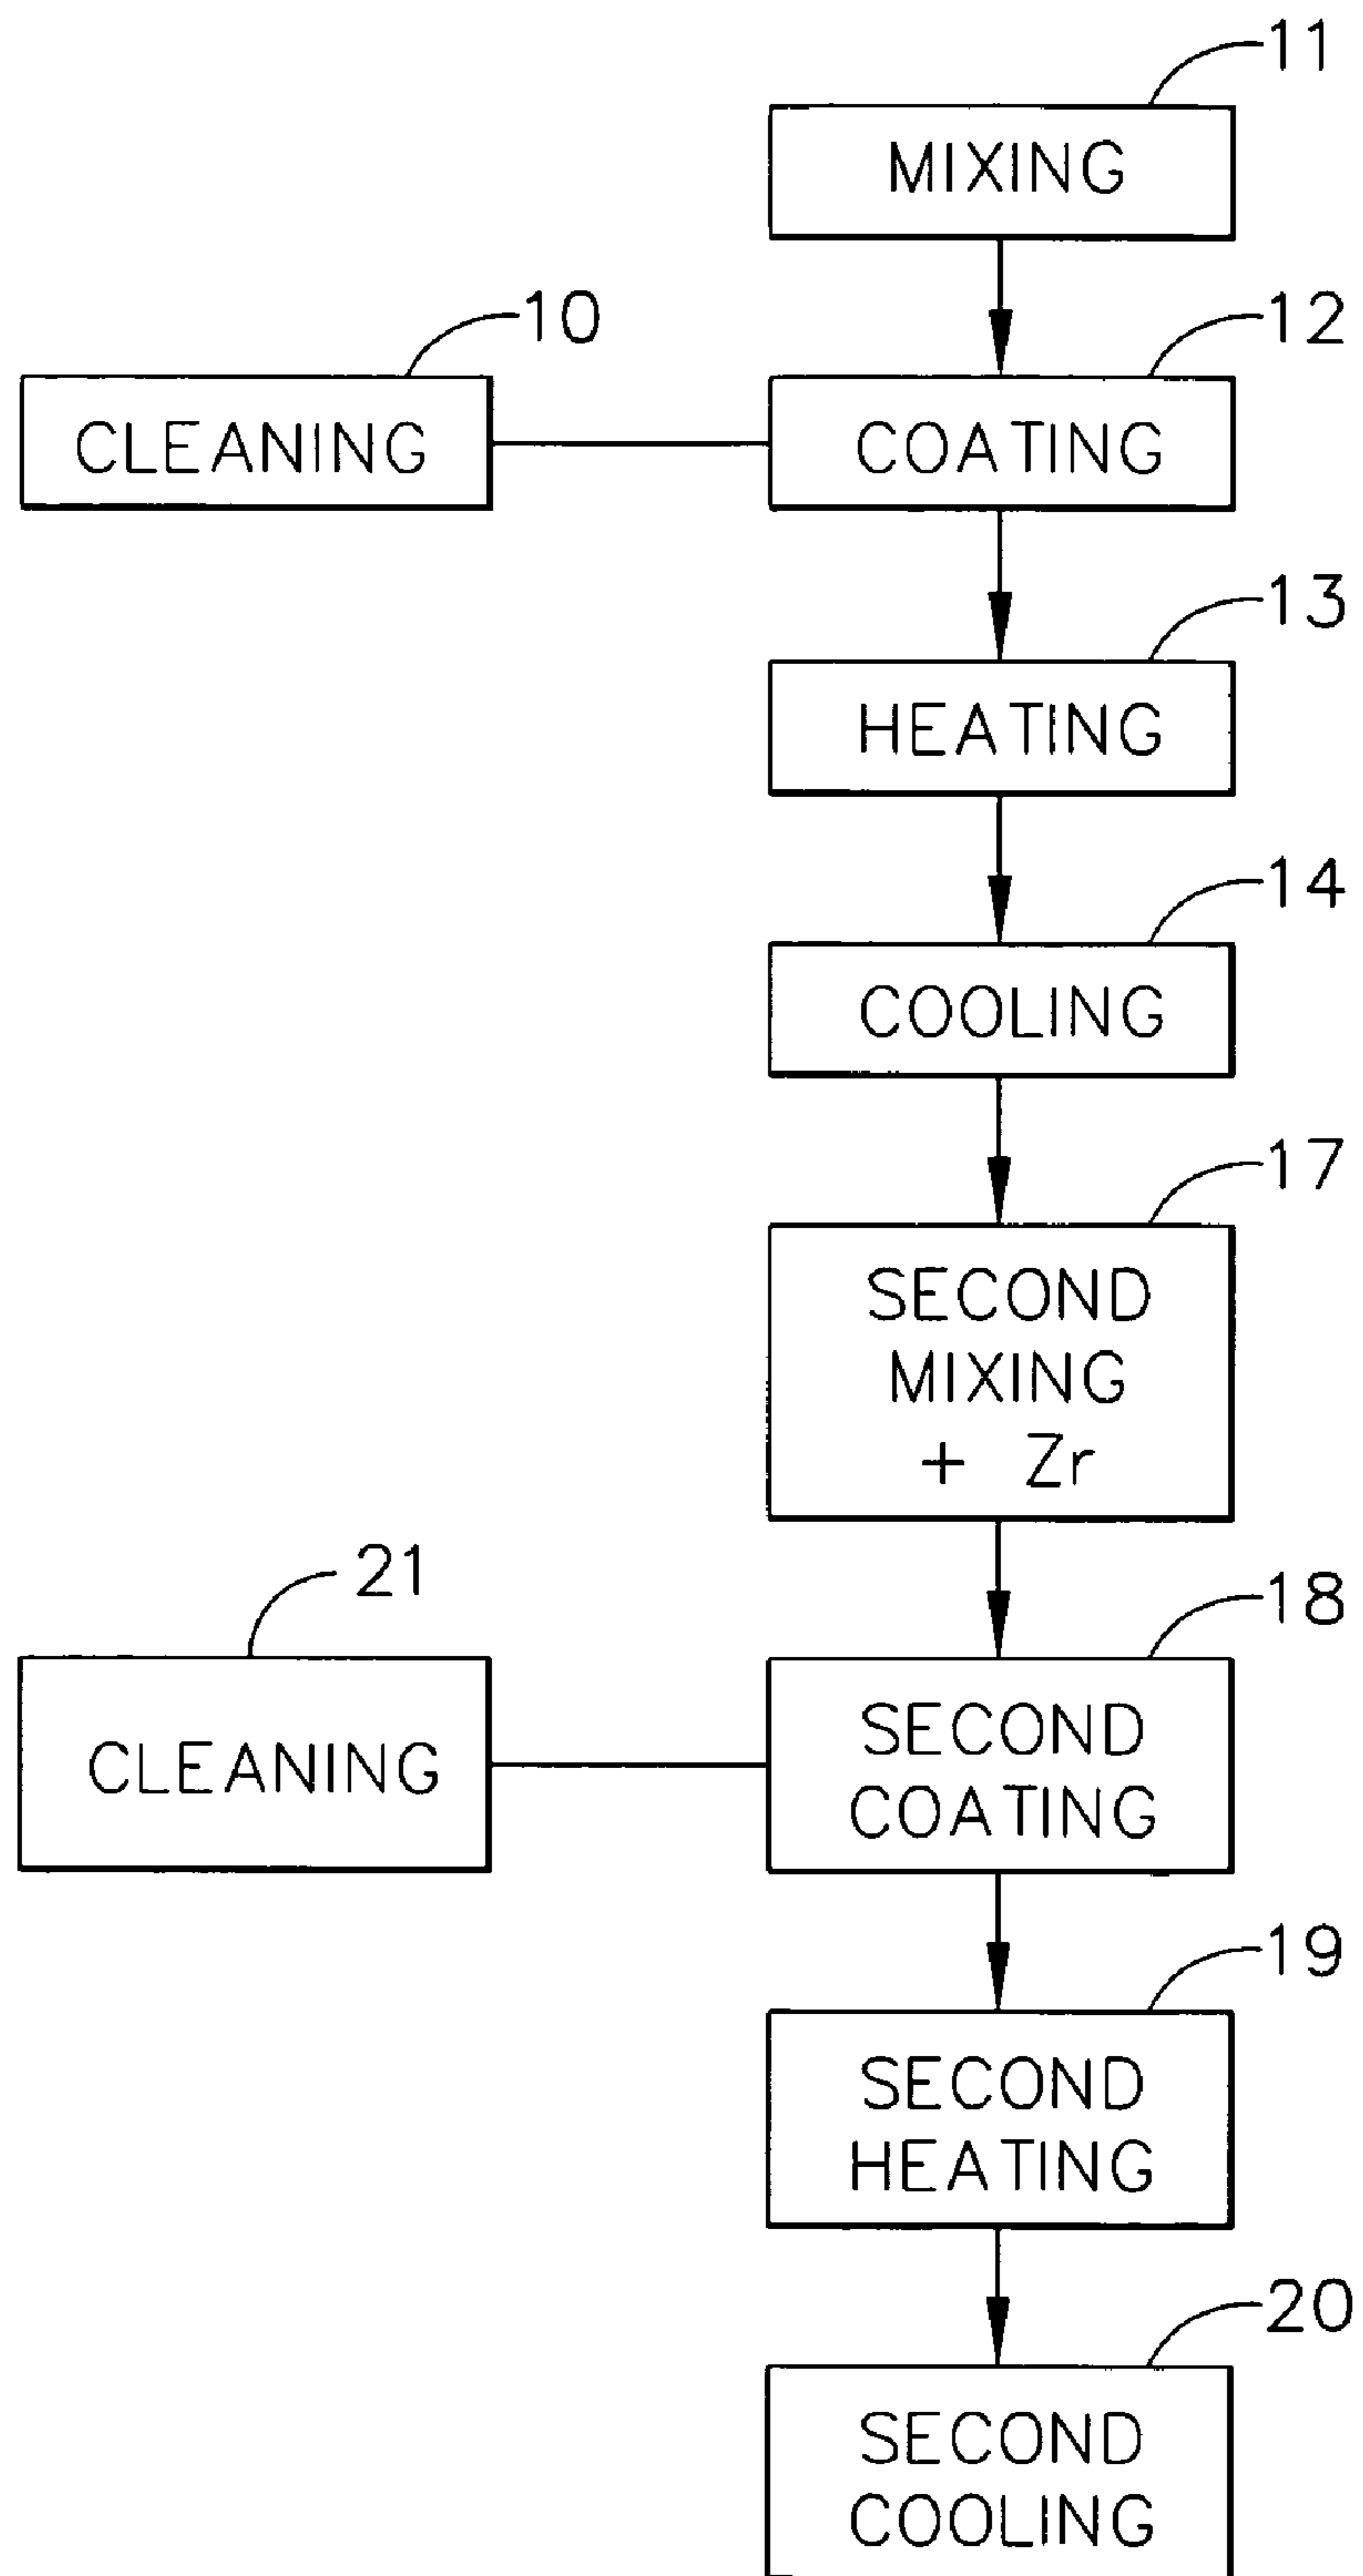 11
MIXING
10
12
CLEANING
COATING
13
HEATING
14
COOLING
17
SECOND
MIXING
+ Zr
21
18
CLEANING
SECOND
COATING
19
SECOND
HEATING
20
SECOND
COOLING